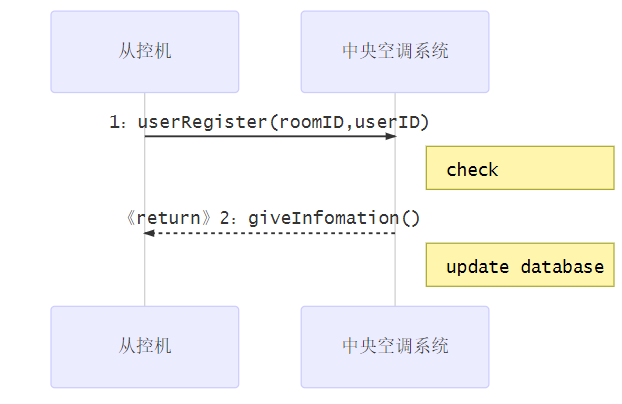 从控机
中央空调系统
1: userRegister(roomID,userID)
check
《return》2: giveInfomation()
update database
从控机
中央空调系统